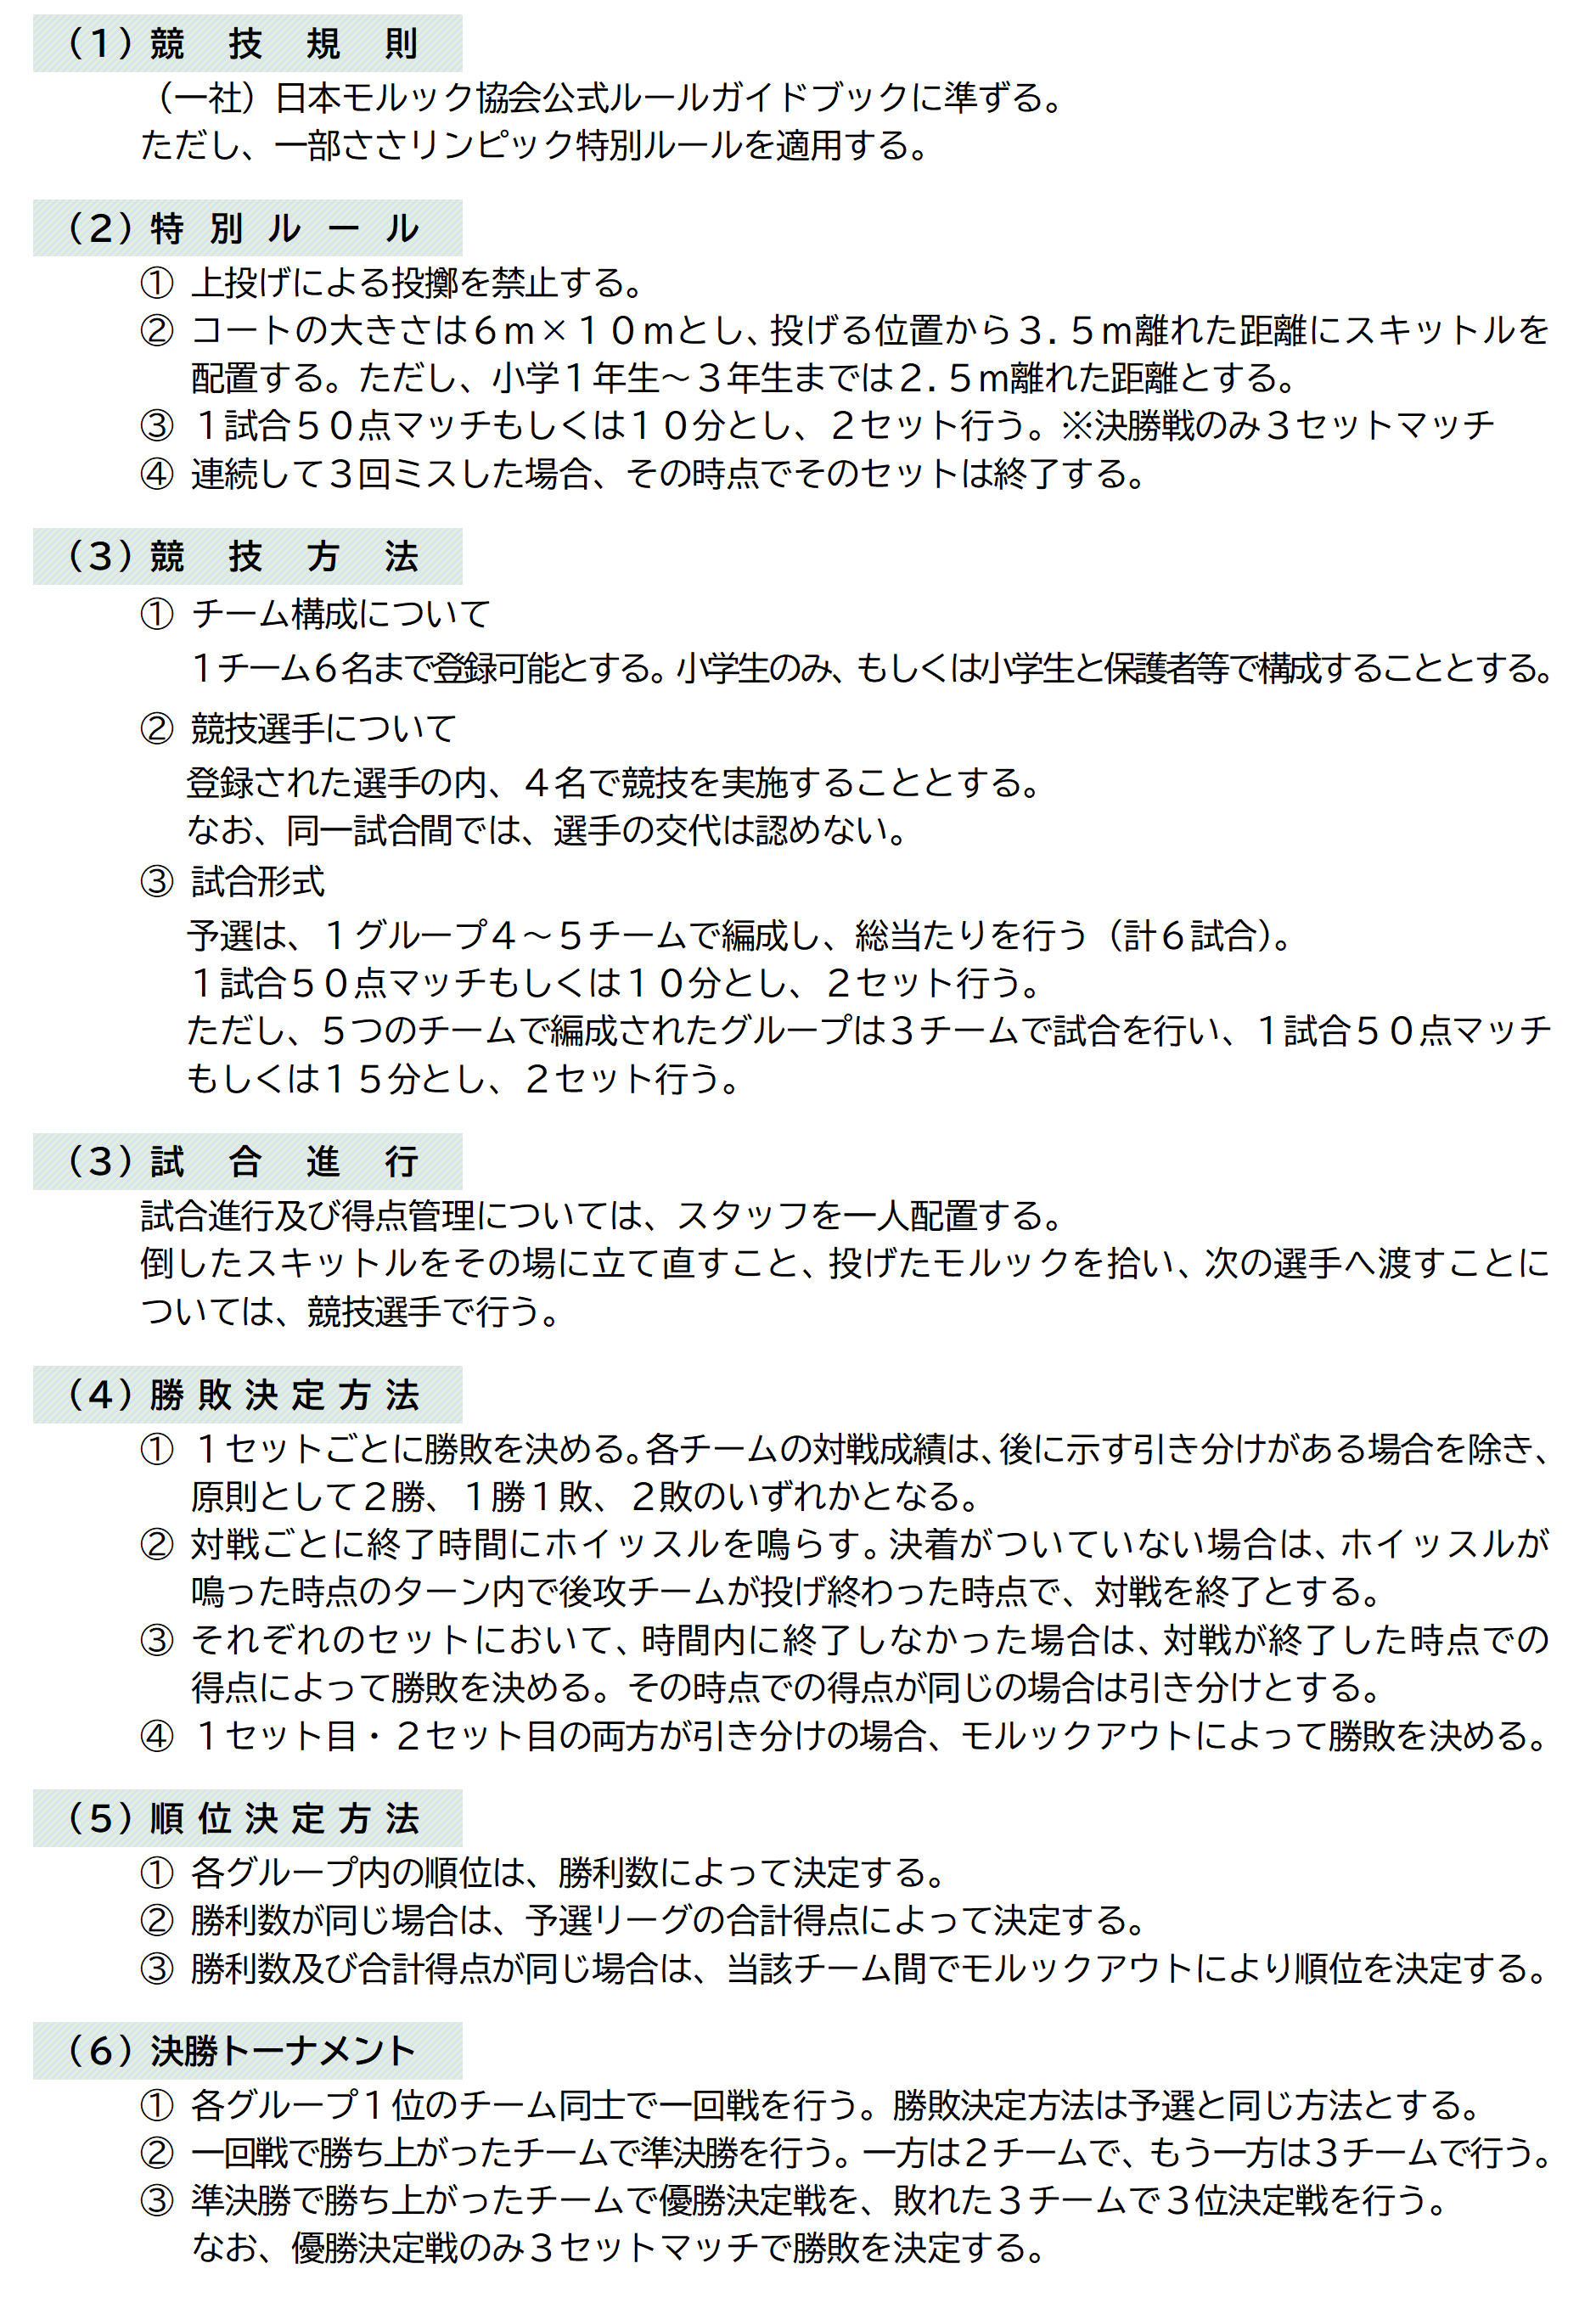 （１）競技規則
（一社）日本モルック協会公式ルールガイドブックに準ずる。
ただし、一部ささリンピック特別ルールを適用する。
（２）特別ルール
① 上投げによる投擲を禁止する。
② コートの大きさは６ｍ×１０ｍとし、投げる位置から３．５ｍ離れた距離にスキットルを
配置する。ただし、小学１年生～３年生までは２．５ｍ離れた距離とする。
③ １試合５０点マッチもしくは１０分とし、２セット行う。※決勝戦のみ３セットマッチ
④ 連続して３回ミスした場合、その時点でそのセットは終了する。
（３）競技方法
① チーム構成について
１チーム６名まで登録可能とする。小学生のみ、もしくは小学生と保護者等で構成することとする。
② 競技選手について
登録された選手の内、４名で競技を実施することとする。
なお、同一試合間では、選手の交代は認めない。
③ 試合形式
予選は、１グループ４～５チームで編成し、総当たりを行う（計６試合）。
１試合５０点マッチもしくは１０分とし、２セット行う。
ただし、５つのチームで編成されたグループは３チームで試合を行い、１試合５０点マッチ
もしくは１５分とし、２セット行う。
（３）試合進行
試合進行及び得点管理については、スタッフを一人配置する。
倒したスキットルをその場に立て直すこと、投げたモルックを拾い、次の選手へ渡すことに
ついては、競技選手で行う。
（４）勝敗決定方法
① １セットごとに勝敗を決める。各チームの対戦成績は、後に示す引き分けがある場合を除き、
原則として２勝、１勝１敗、２敗のいずれかとなる。
② 対戦ごとに終了時間にホイッスルを鳴らす。決着がついていない場合は、ホイッスルが
鳴った時点のターン内で後攻チームが投げ終わった時点で、対戦を終了とする。
③ それぞれのセットにおいて、時間内に終了しなかった場合は、対戦が終了した時点での
得点によって勝敗を決める。その時点での得点が同じの場合は引き分けとする。
④ １セット目・２セット目の両方が引き分けの場合、モルックアウトによって勝敗を決める。
（５）順位決定方法
① 各グループ内の順位は、勝利数によって決定する。
② 勝利数が同じ場合は、予選リーグの合計得点によって決定する。
③ 勝利数及び合計得点が同じ場合は、当該チーム間でモルックアウトにより順位を決定する。
（６）決勝トーナメント
① 各グループ１位のチーム同士で一回戦を行う。勝敗決定方法は予選と同じ方法とする。
② 一回戦で勝ち上がったチームで準決勝を行う。一方は２チームで、もう一方は３チームで行う。
③ 準決勝で勝ち上がったチームで優勝決定戦を、敗れた３チームで３位決定戦を行う。
なお、優勝決定戦のみ３セットマッチで勝敗を決定する。